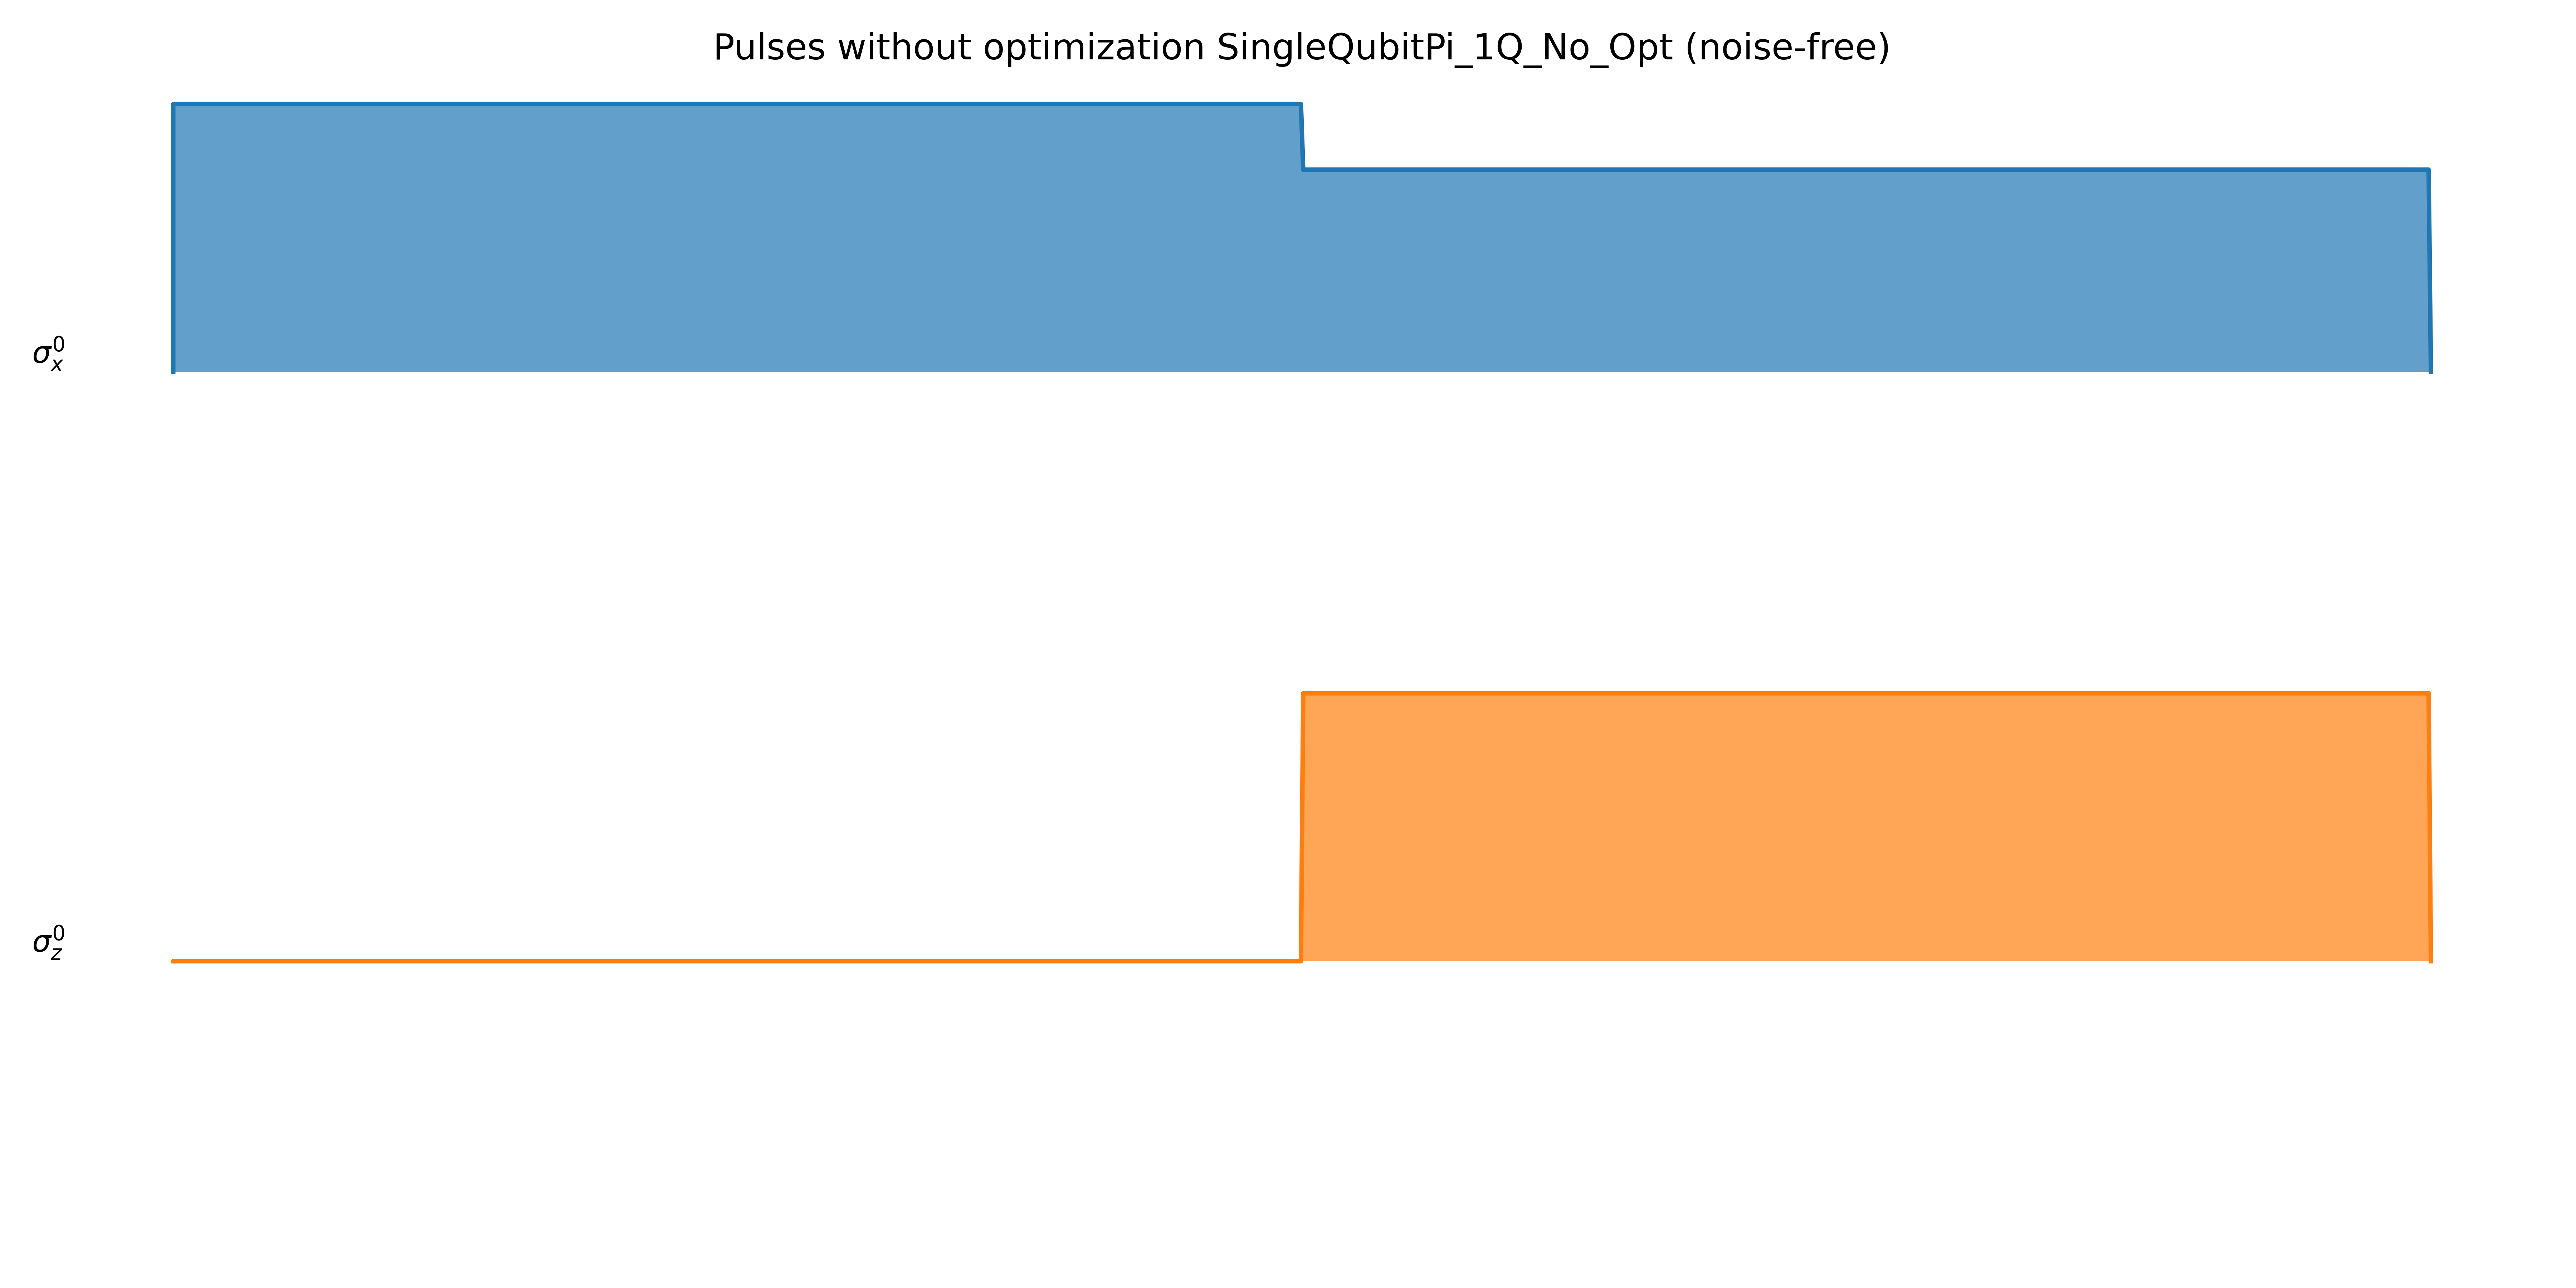 Pulses without optimization SingleQubitPi_1Q_No_Opt (noise-free)
σ_x^0
σ_z^0